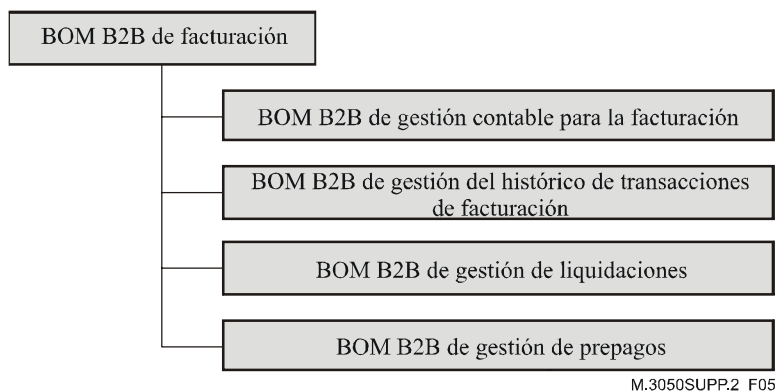 BOM B2B de facturación
BOM B2B de gestión contable para la facturación
BOM B2B de gestión del histórico de transacciones
de facturación
BOM B2B de gestión de liquidaciones
BOM B2B de gestión de prepagos
M.3050SUPP.2_F05